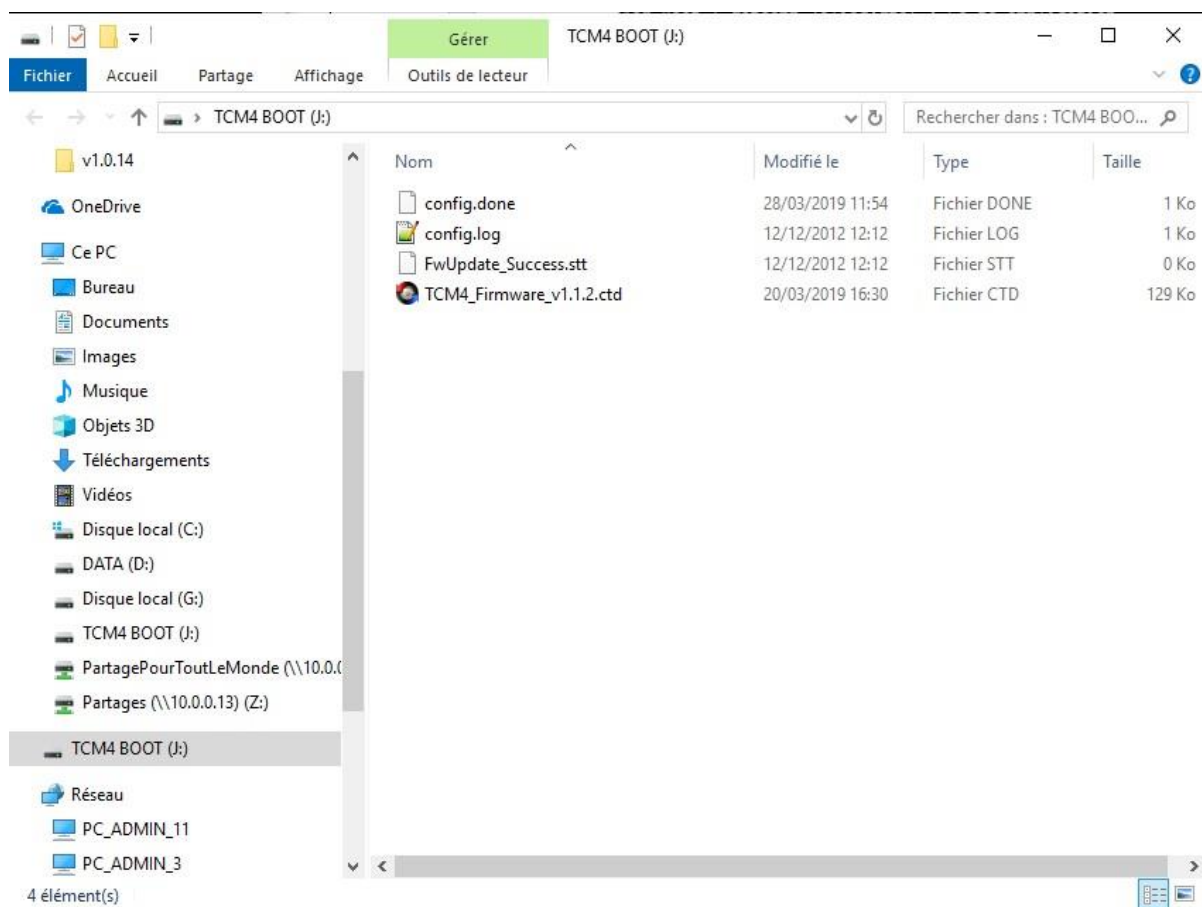 Gérer
TCM4 BOOT (J:)
Fichier Accueil Partage Affichage Outils de lecteur
TCM4 BOOT (J:)
Rechercher dans : TCM4 BOO...
Nom Modifié le Type Taille
config.done 28/03/2019 11:54 Fichier DONE 1 Ko
config.log 12/12/2012 12:12 Fichier LOG 1 Ko
FwUpdate_Success.stt 12/12/2012 12:12 Fichier STT 0 Ko
TCM4_Firmware_v1.1.2.ctd 20/03/2019 16:30 Fichier CTD 129 Ko
v1.0.14
OneDrive
Ce PC
Bureau
Documents
Images
Musique
Objets 3D
Téléchargements
Vidéos
Disque local (C:)
DATA (D:)
Disque local (G:)
TCM4 BOOT (J:)
PartagePourToutLeMonde (\\10.0.
Partages (\\10.0.0.13) (Z:)
TCM4 BOOT (J:)
Réseau
PC_ADMIN_11
PC_ADMIN_3
4 élément(s)